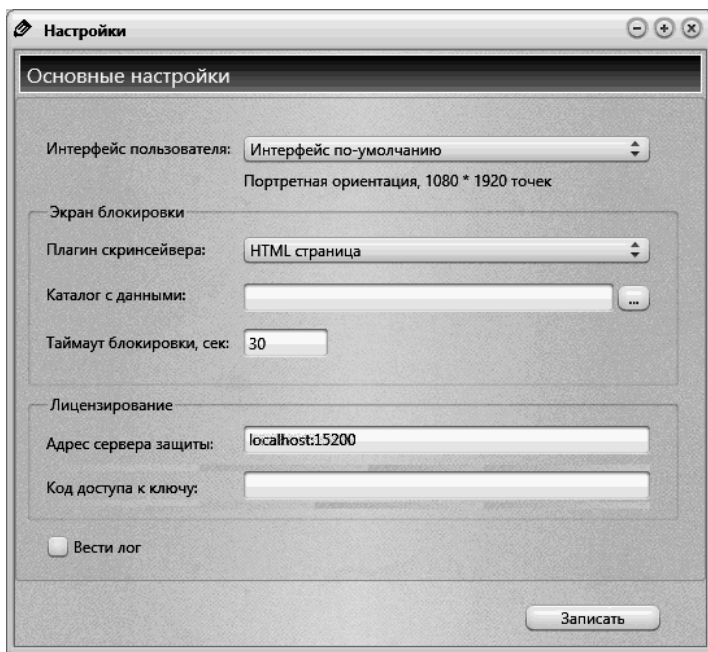 Настройки
Основные настройки
Интерфейс пользователя: Интерфейс по-умолчанию
Портретная ориентация, 1080 * 1920 точек
Экран блокировки
Плагин скринсейвера: HTML страница
Каталог с данными: ...
Таймаут блокировки, сек: 30
Лицензирование
Адрес сервера защиты: localhost:15200
Код доступа к ключу:
Вести лог
Записать